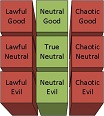 Lawful Good
Neutral Good
Chaotic Good
Lawful Neutral
True Neutral
Chaotic Neutral
Lawful Evil
Neutral Evil
Chaotic Evil